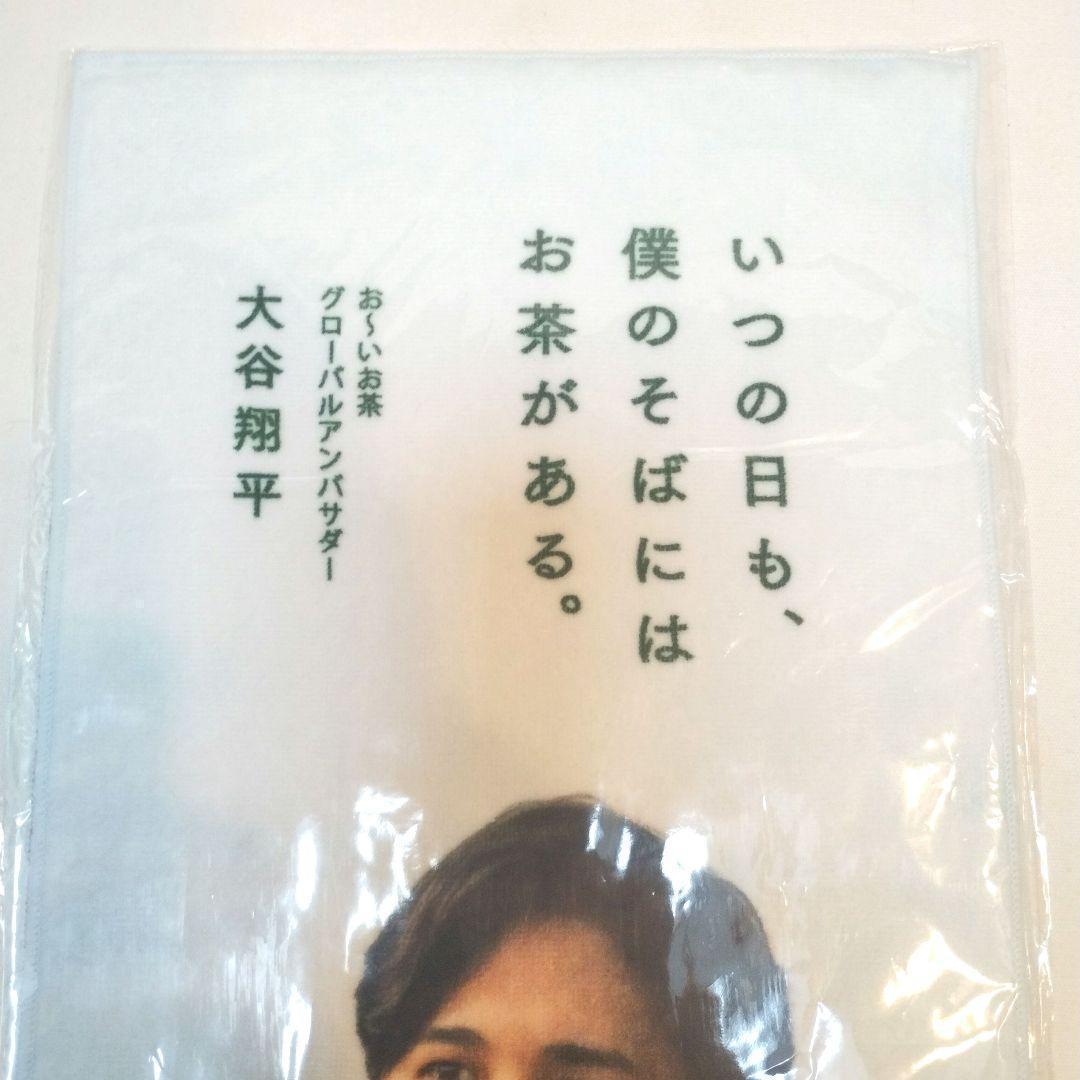 いつの日も、
僕のそばには
お茶がある。
お〜いお茶
グローバルアンバサダー
大谷翔平